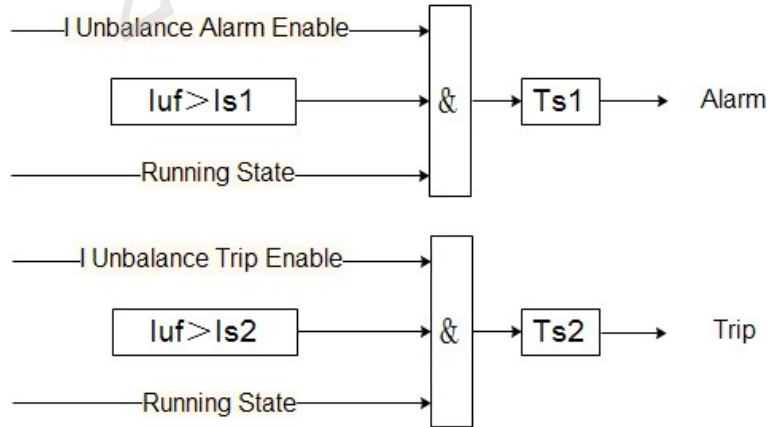 I Unbalance Alarm Enable
Iuf>Is1
&
Ts1
Alarm
Running State
I Unbalance Trip Enable
Iuf>Is2
&
Ts2
Trip
Running State